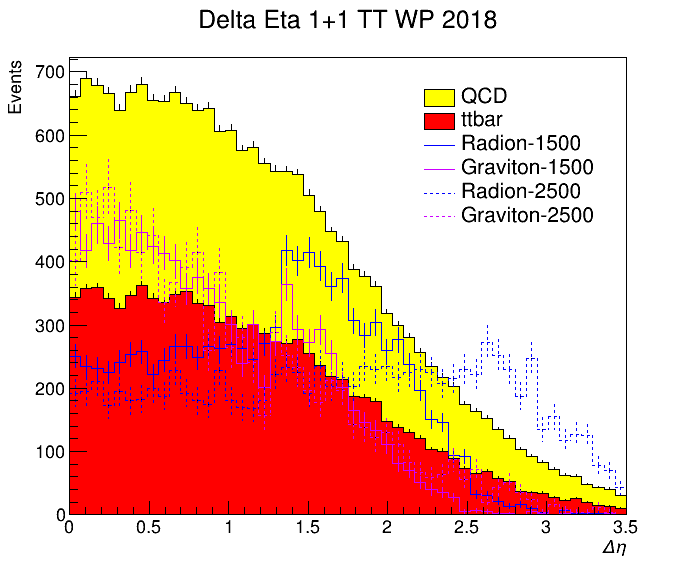 Delta Eta 1+1 TT WP 2018
Events
700
600
500
400
300
200
100
0
QCD
ttbar
Radion-1500
Graviton-1500
Radion-2500
Graviton-2500
0 0.5 1 1.5 2 2.5 3 3.5
Δη